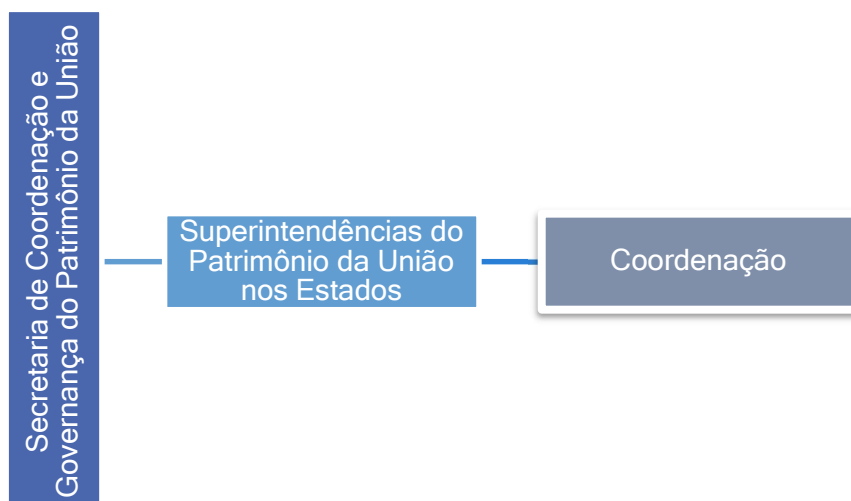 Secretaria de Coordenação e
Governança do Patrimônio da União
Superintendências do
Patrimônio da União
nos Estados
Coordenação